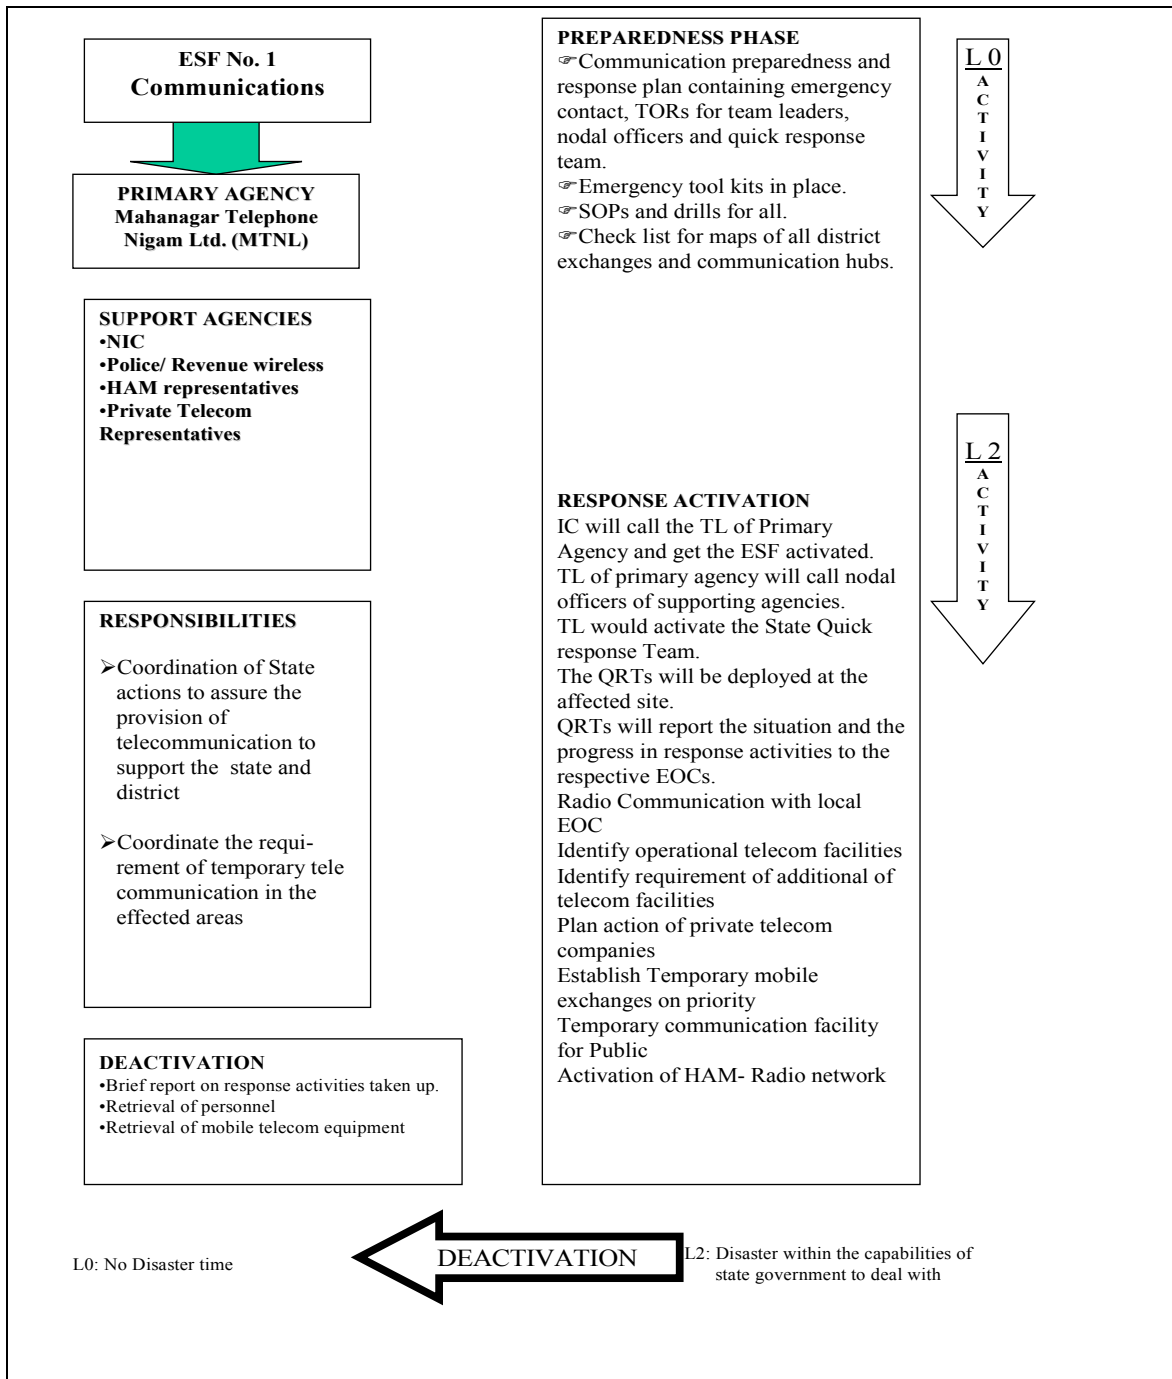 ESF No. 1
Communications
PRIMARY AGENCY
Mahanagar Telephone
Nigam Ltd. (MTNL)
SUPPORT AGENCIES
•NIC
•Police/ Revenue wireless
•HAM representatives
•Private Telecom
Representatives
RESPONSIBILITIES
➢Coordination of State
actions to assure the
provision of
telecommunication to
support the state and
district
➢Coordinate the requi-
rement of temporary tele
communication in the
effected areas
DEACTIVATION
•Brief report on response activities taken up.
•Retrieval of personnel
•Retrieval of mobile telecom equipment
PREPAREDNESS PHASE
☞Communication preparedness and
response plan containing emergency
contact, TORs for team leaders,
nodal officers and quick response
team.
☞Emergency tool kits in place.
☞SOPs and drills for all.
☞Check list for maps of all district
exchanges and communication hubs.
RESPONSE ACTIVATION
IC will call the TL of Primary
Agency and get the ESF activated.
TL of primary agency will call nodal
officers of supporting agencies.
TL would activate the State Quick
response Team.
The QRTs will be deployed at the
affected site.
QRTs will report the situation and the
progress in response activities to the
respective EOCs.
Radio Communication with local
EOC
Identify operational telecom facilities
Identify requirement of additional of
telecom facilities
Plan action of private telecom
companies
Establish Temporary mobile
exchanges on priority
Temporary communication facility
for Public
Activation of HAM- Radio network
L 0
ACTIVITY
L 2
ACTIVITY
L0: No Disaster time
DEACTIVATION
L2: Disaster within the capabilities of
state government to deal with